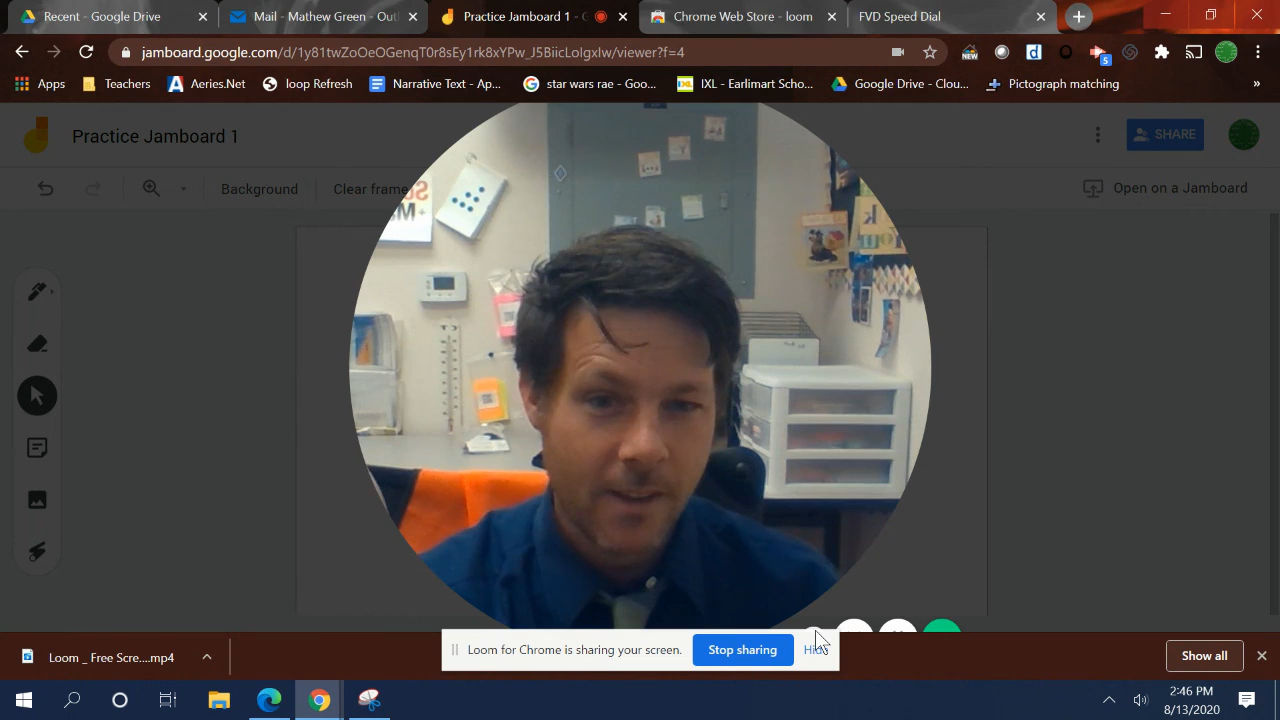 Recent - Google Drive
Mail - Mathew Green - Outl
Practice Jamboard 1 - G
Chrome Web Store - loom
FVD Speed Dial
jamboard.google.com/d/1y81twZoOeOGenqT0r8sEy1rk8xYPvr_J5BiicLolgxIw/viewer?f=4
NEW
d
5
Apps
Teachers
Aeries.Net
loop Refresh
Narrative Text - Ap...
star wars rae - Goo...
IXL - Earlimart Scho...
Google Drive - Clou...
Pictograph matching
»
Practice Jamboard 1
SHARE
Background
Clear frame
Open on a Jamboard
Loom for Chrome is sharing your screen.
Stop sharing
Hide
Loom _ Free Scre....mp4
Show all
2:46 PM
8/13/2020